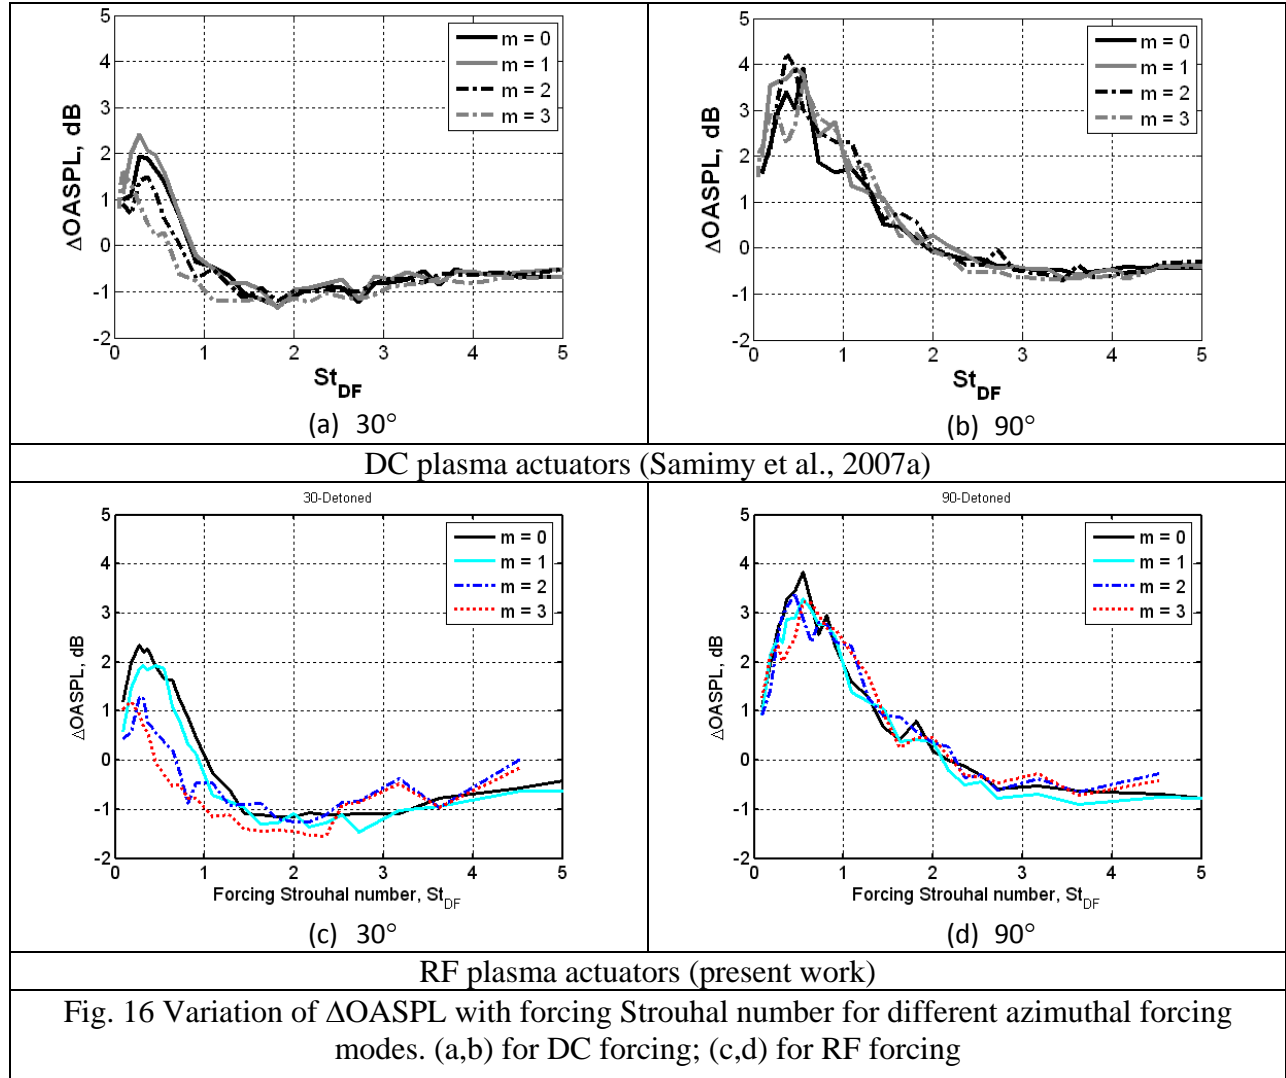 5
4
3
2
1
0
-1
-2
ΔOASPL, dB
m = 0
m = 1
m = 2
m = 3
0 1 2 3 4 5
St_DF
(a) 30°
5
4
3
2
1
0
-1
-2
ΔOASPL, dB
m = 0
m = 1
m = 2
m = 3
0 1 2 3 4 5
St_DF
(b) 90°
DC plasma actuators (Samimy et al., 2007a)
30-Detoned
5
4
3
2
1
0
-1
-2
ΔOASPL, dB
m = 0
m = 1
m = 2
m = 3
0 1 2 3 4 5
Forcing Strouhal number, St_DF
(c) 30°
90-Detoned
5
4
3
2
1
0
-1
-2
ΔOASPL, dB
m = 0
m = 1
m = 2
m = 3
0 1 2 3 4 5
Forcing Strouhal number, St_DF
(d) 90°
RF plasma actuators (present work)
Fig. 16 Variation of ΔOASPL with forcing Strouhal number for different azimuthal forcing
modes. (a,b) for DC forcing; (c,d) for RF forcing